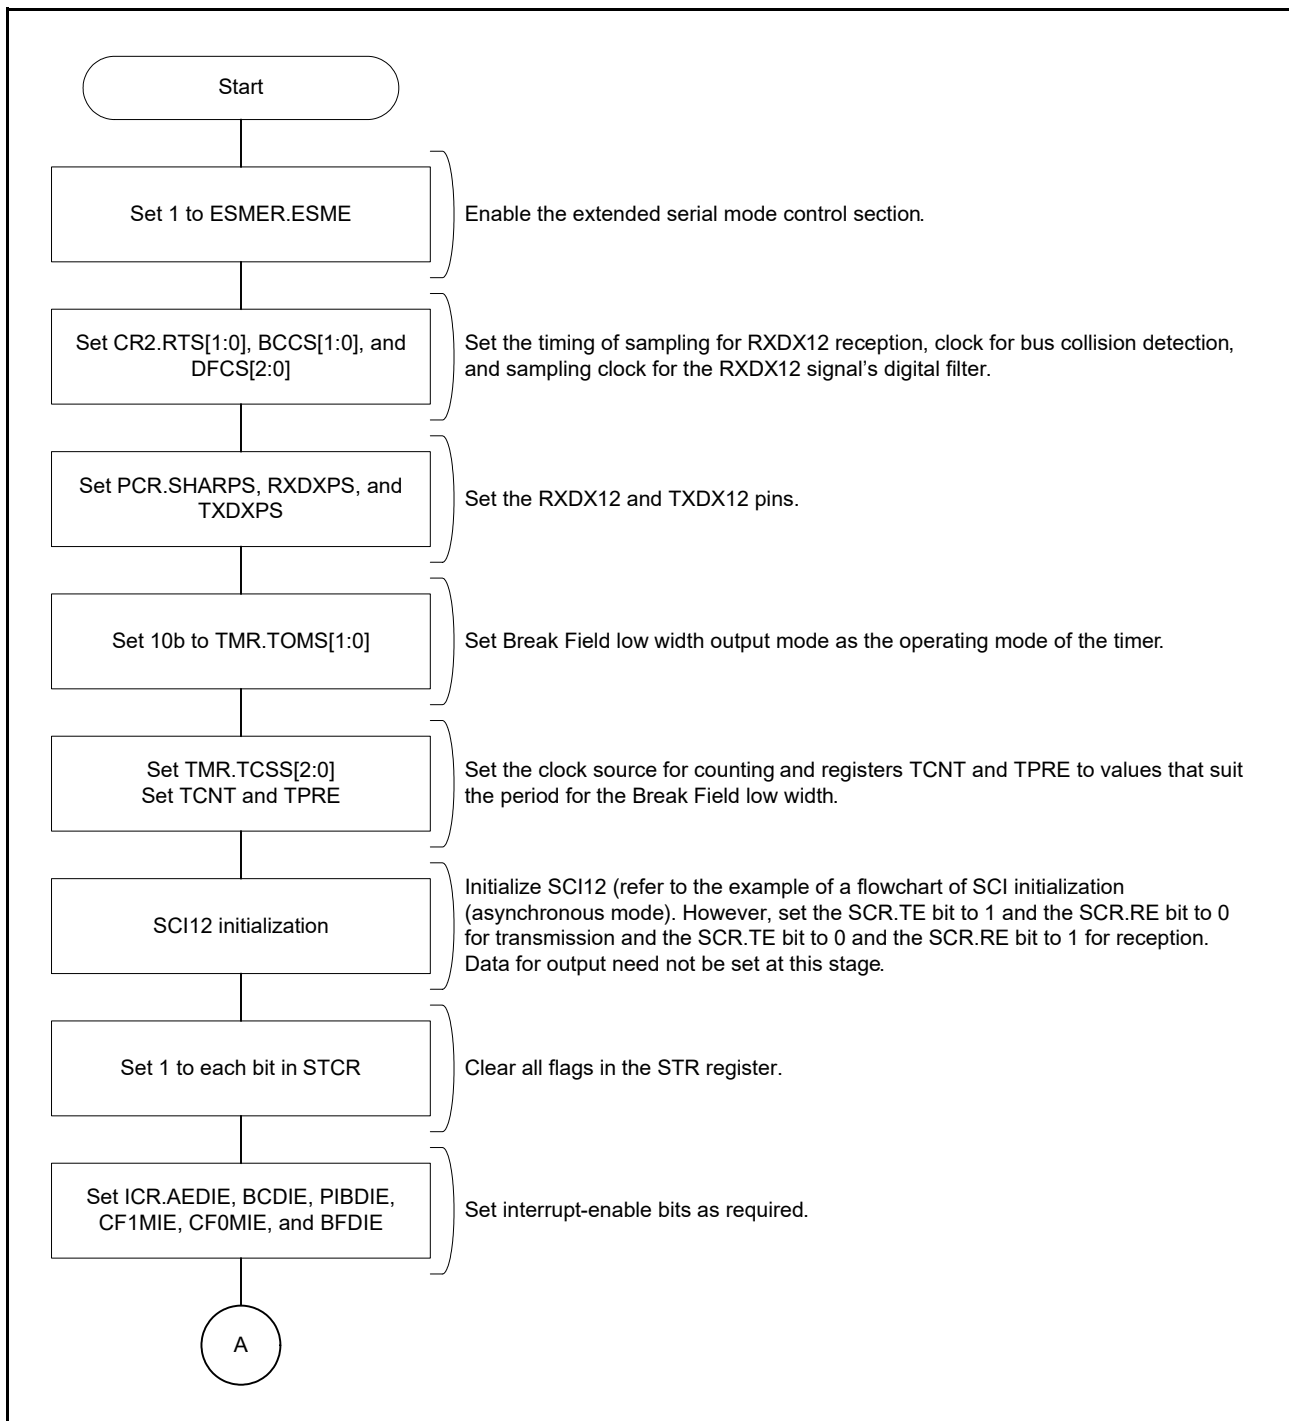 Start
Set 1 to ESMER.ESME
Enable the extended serial mode control section.
Set CR2.RTS[1:0], BCCS[1:0], and
DFCS[2:0]
Set the timing of sampling for RXDX12 reception, clock for bus collision detection,
and sampling clock for the RXDX12 signal’s digital filter.
Set PCR.SHARPS, RXDXPS, and
TXDXPS
Set the RXDX12 and TXDX12 pins.
Set 10b to TMR.TOMS[1:0]
Set Break Field low width output mode as the operating mode of the timer.
Set TMR.TCSS[2:0]
Set TCNT and TPRE
Set the clock source for counting and registers TCNT and TPRE to values that suit
the period for the Break Field low width.
SCI12 initialization
Initialize SCI12 (refer to the example of a flowchart of SCI initialization
(asynchronous mode). However, set the SCR.TE bit to 1 and the SCR.RE bit to 0
for transmission and the SCR.TE bit to 0 and the SCR.RE bit to 1 for reception.
Data for output need not be set at this stage.
Set 1 to each bit in STCR
Clear all flags in the STR register.
Set ICR.AEDIE, BCDIE, PIBDIE,
CF1MIE, CF0MIE, and BFDIE
Set interrupt-enable bits as required.
A